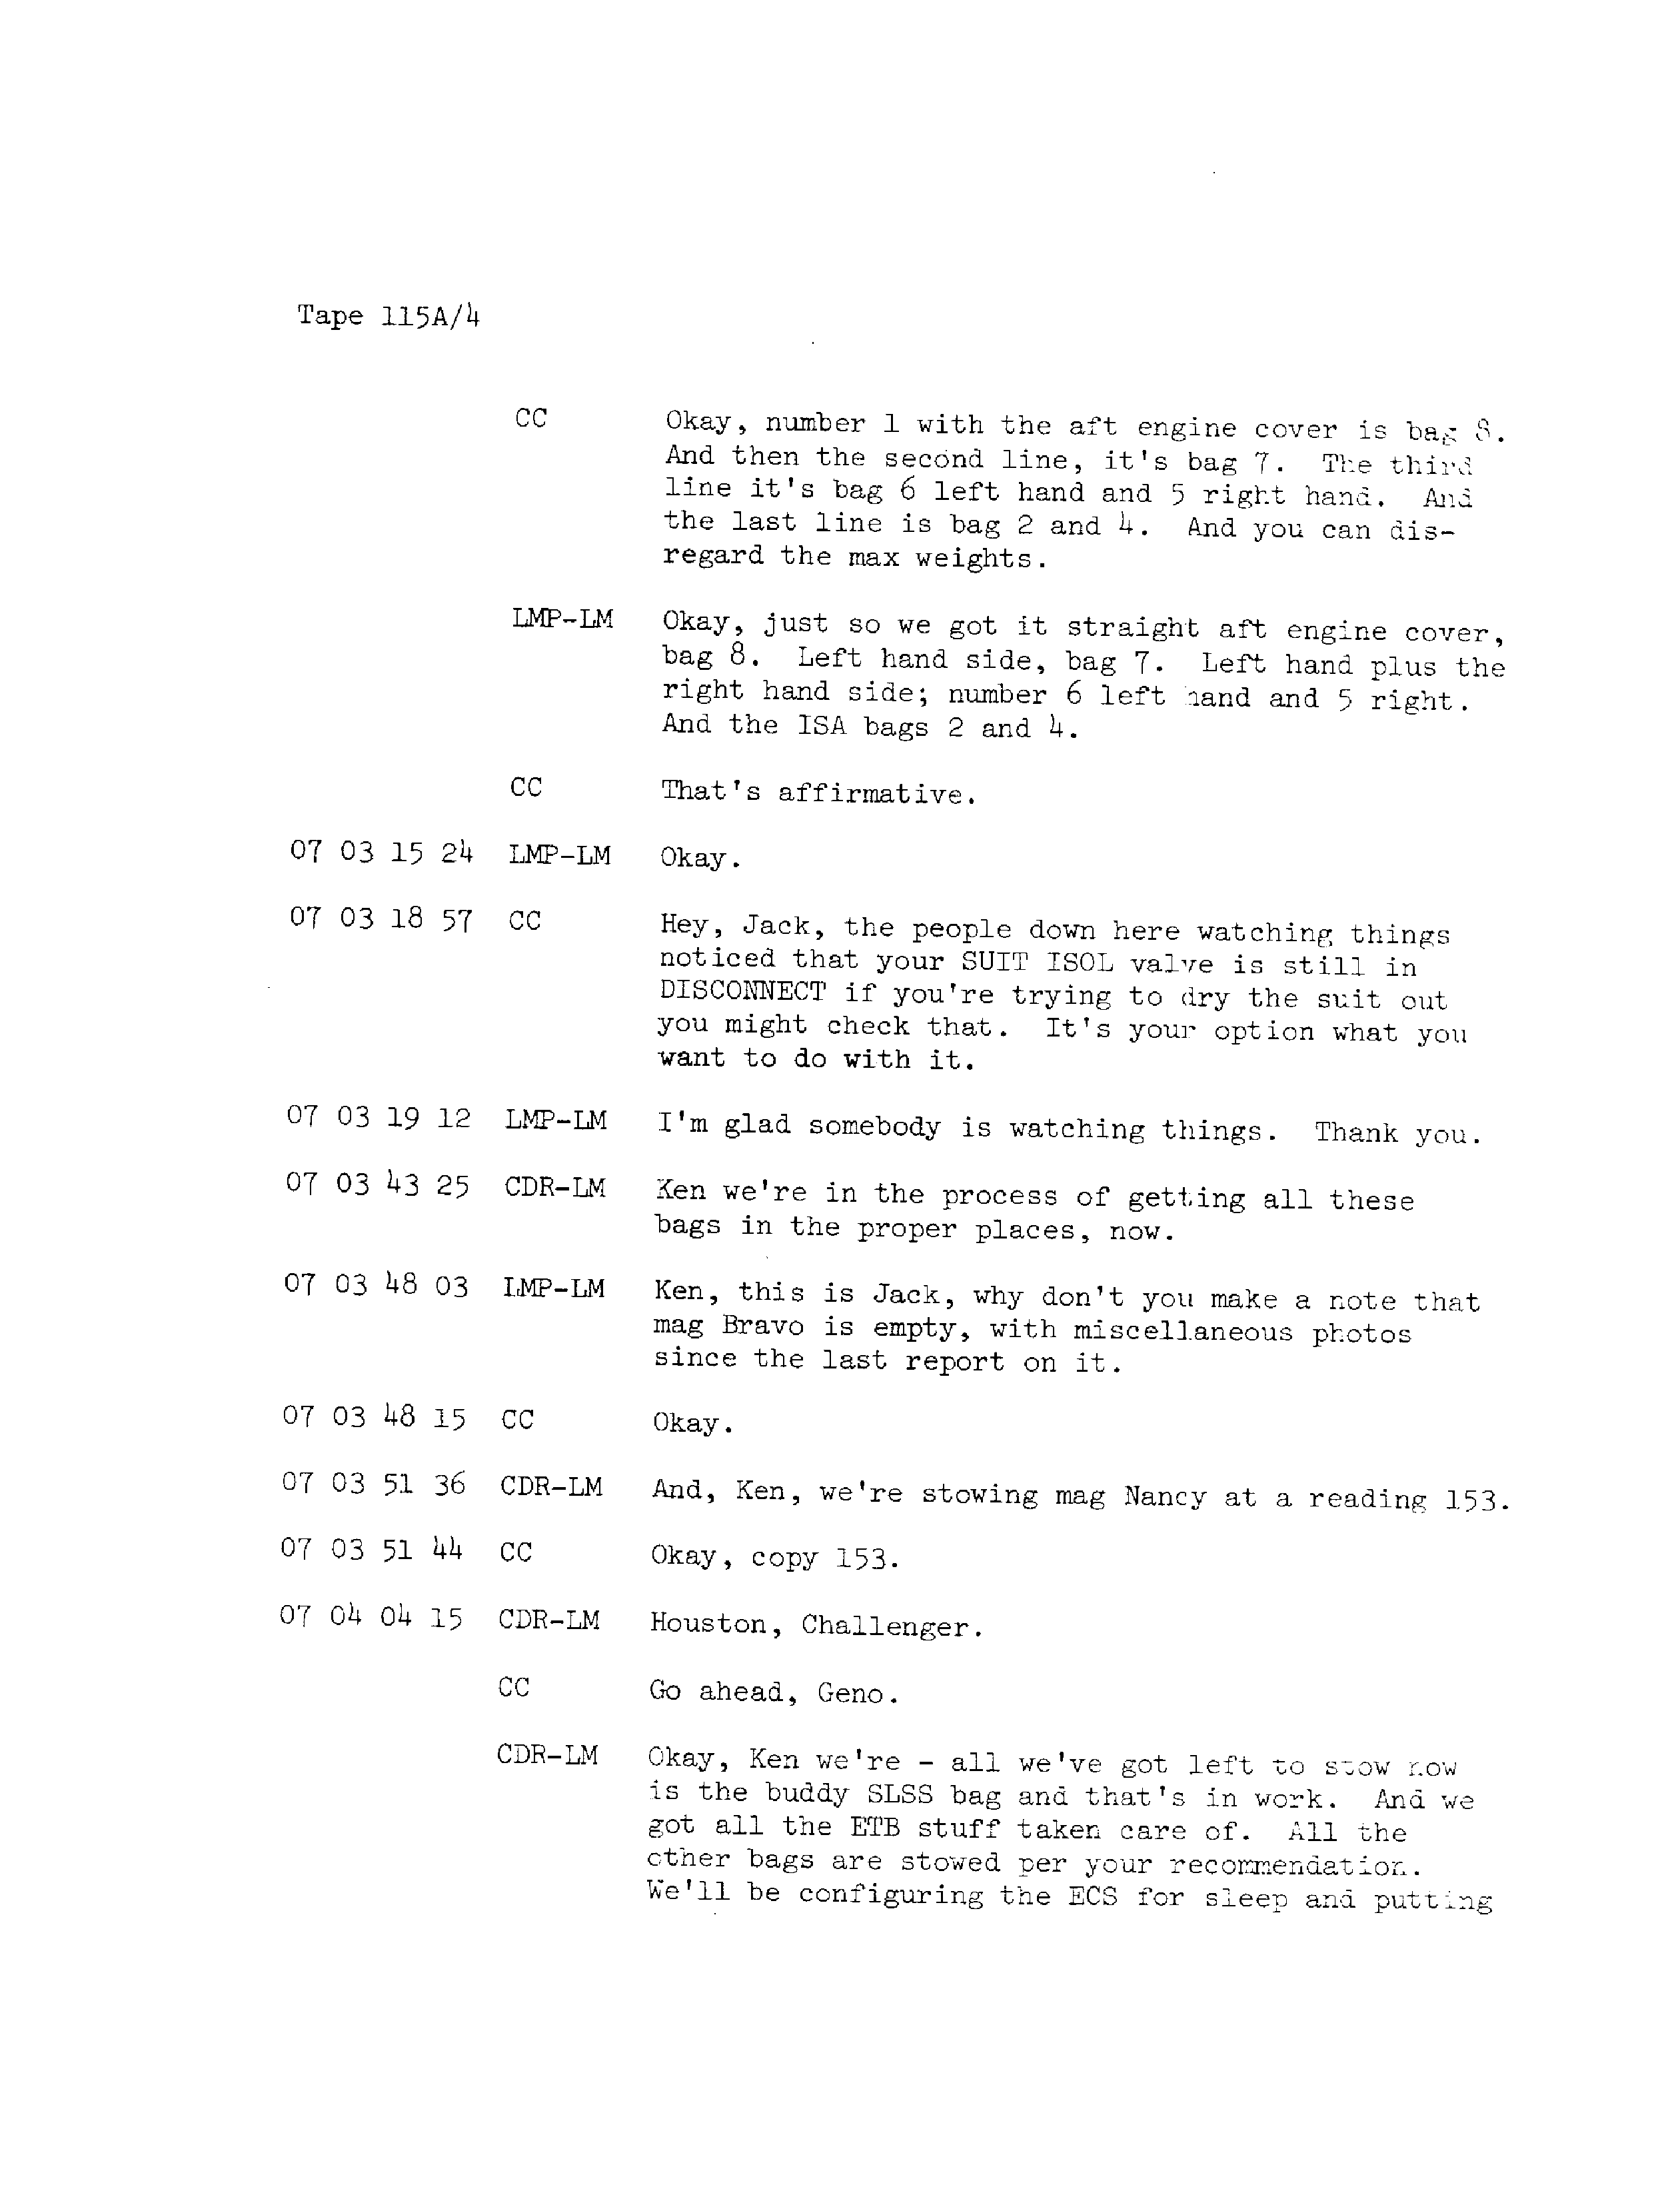 Tape 115A/4
CC Okay, number 1 with the aft engine cover is bag 8.
And then the second line, it's bag 7. The third
line it's bag 6 left hand and 5 right hand. And
the last line is bag 2 and 4. And you can dis-
regard the max weights.
LMP-LM Okay, just so we got it straight aft engine cover,
bag 8. Left hand side, bag 7. Left hand plus the
right hand side; number 6 left hand and 5 right.
And the ISA bags 2 and 4.
CC That's affirmative.
07 03 15 24 LMP-LM Okay.
07 03 18 57 CC Hey, Jack, the people down here watching things
noticed that your SUIT ISOL valve is still in
DISCONNECT if you're trying to dry the suit out
you might check that. It's your option what you
want to do with it.
07 03 19 12 LMP-LM I'm glad somebody is watching things. Thank you.
07 03 43 25 CDR-LM Ken we're in the process of getting all these
bags in the proper places, now.
07 03 48 03 LMP-LM Ken, this is Jack, why don't you make a note that
mag Bravo is empty, with miscellaneous photos
since the last report on it.
07 03 48 15 CC Okay.
07 03 51 36 CDR-LM And, Ken, we're stowing mag Nancy at a reading 153.
07 03 51 44 CC Okay, copy 153.
07 04 04 15 CDR-LM Houston, Challenger.
CC Go ahead, Geno.
CDR-LM Okay, Ken we're - all we've got left to stow now
is the buddy SLSS bag and that's in work. And we
got all the ETB stuff taken care of. All the
other bags are stowed per your recommendation.
We'll be configuring the ECS for sleep and putting